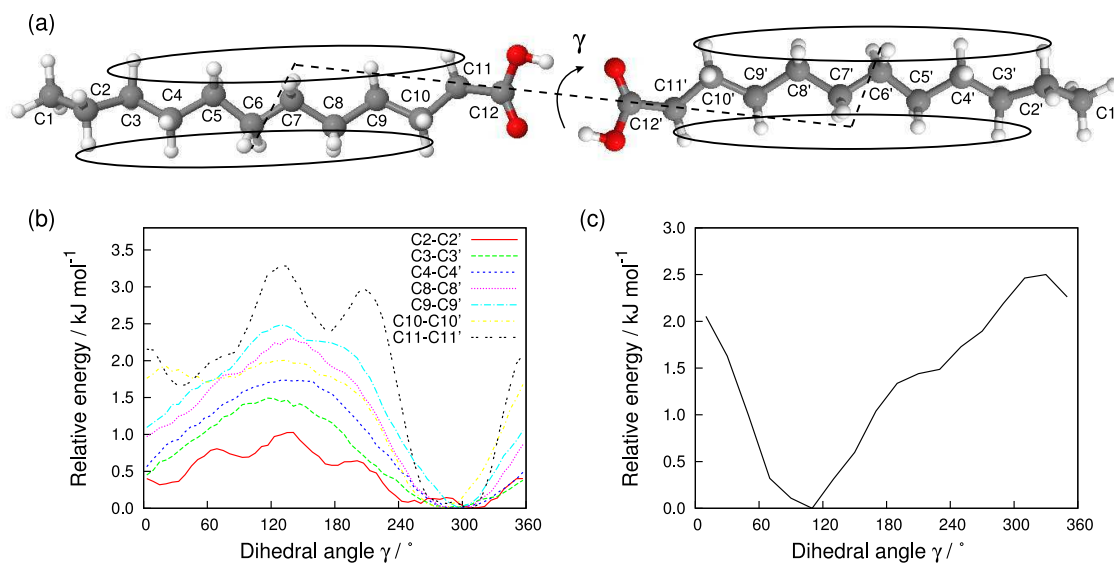 (a)
γ
C1
C2
C3
C4
C5
C6
C7
C8
C9
C10
C11
C12
C12'
C11'
C10'
C9'
C8'
C7'
C6'
C5'
C4'
C3'
C2'
C1'
(b)
Relative energy / kJ mol⁻¹
3.5
3.0
2.5
2.0
1.5
1.0
0.5
0.0
0 60 120 180 240 300 360
Dihedral angle γ / °
C2-C2'
C3-C3'
C4-C4'
C8-C8'
C9-C9'
C10-C10'
C11-C11'
(c)
Relative energy / kJ mol⁻¹
3.0
2.5
2.0
1.5
1.0
0.5
0.0
0 60 120 180 240 300 360
Dihedral angle γ / °